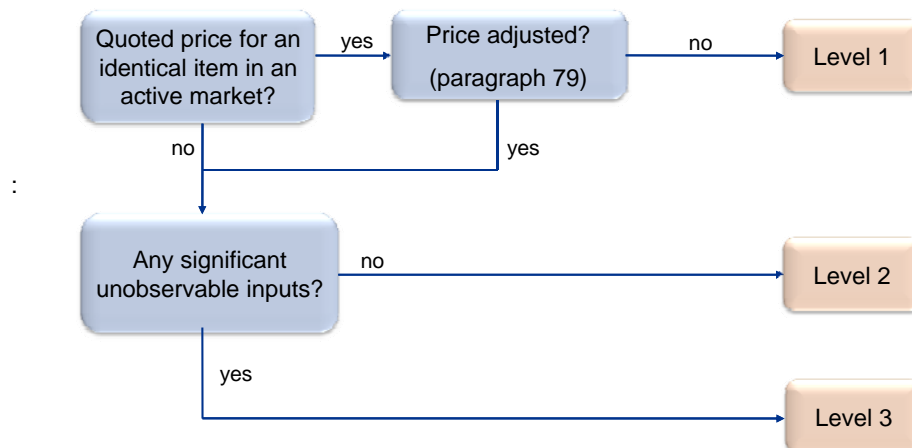 Quoted price for an
identical item in an
active market?
yes
Price adjusted?
(paragraph 79)
no
Level 1
no
yes
:
Any significant
unobservable inputs?
no
Level 2
yes
Level 3